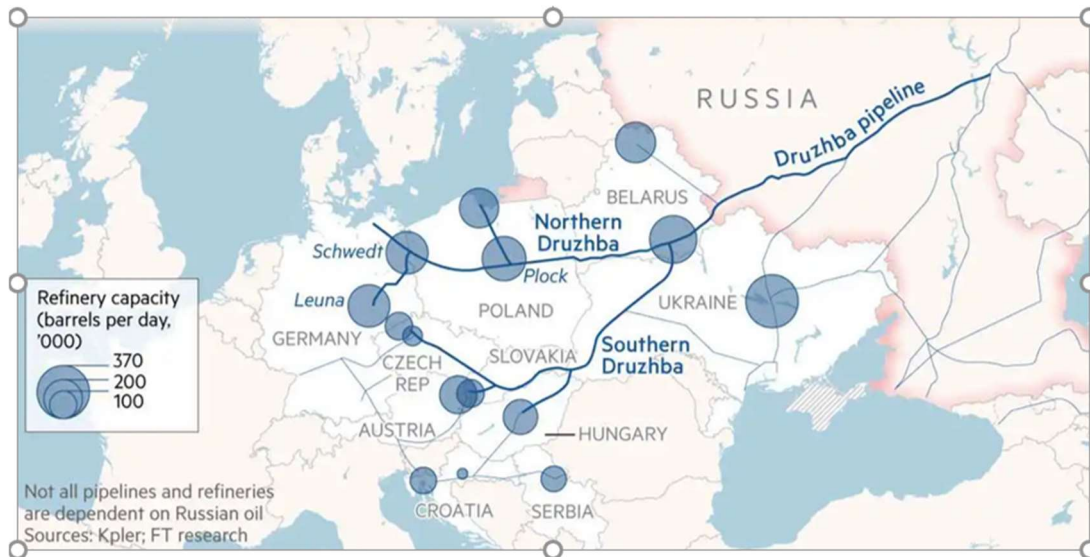 RUSSIA
Druzhba pipeline
BELARUS
Northern
Druzhba
Schwedt
Plock
Leuna
POLAND
UKRAINE
GERMANY
CZECH
REP
SLOVAKIA
Southern
Druzhba
AUSTRIA
HUNGARY
CROATIA
SERBIA
Refinery capacity
(barrels per day,
'000)
370
200
100
Not all pipelines and refineries
are dependent on Russian oil
Sources: Kpler; FT research